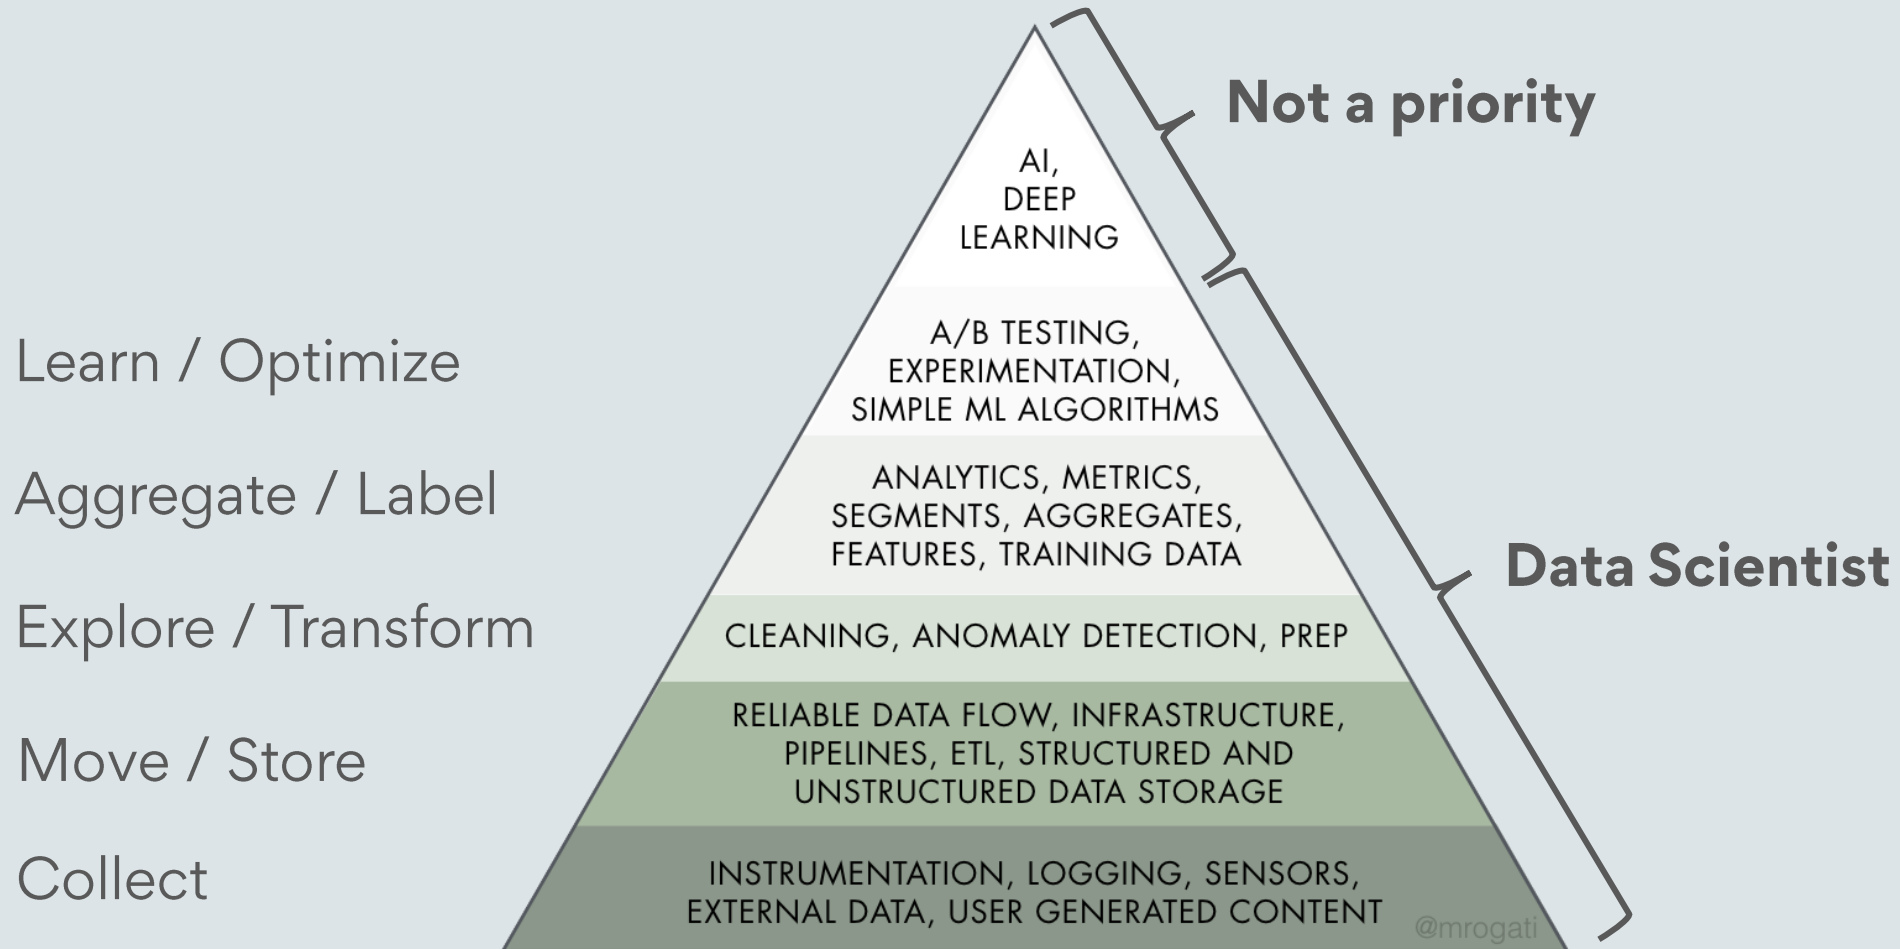 Not a priority
AI,
DEEP
LEARNING
Learn / Optimize
A/B TESTING,
EXPERIMENTATION,
SIMPLE ML ALGORITHMS
Aggregate / Label
ANALYTICS, METRICS,
SEGMENTS, AGGREGATES,
FEATURES, TRAINING DATA
Data Scientist
Explore / Transform
CLEANING, ANOMALY DETECTION, PREP
Move / Store
RELIABLE DATA FLOW, INFRASTRUCTURE,
PIPELINES, ETL, STRUCTURED AND
UNSTRUCTURED DATA STORAGE
Collect
INSTRUMENTATION, LOGGING, SENSORS,
EXTERNAL DATA, USER GENERATED CONTENT
@mrogati